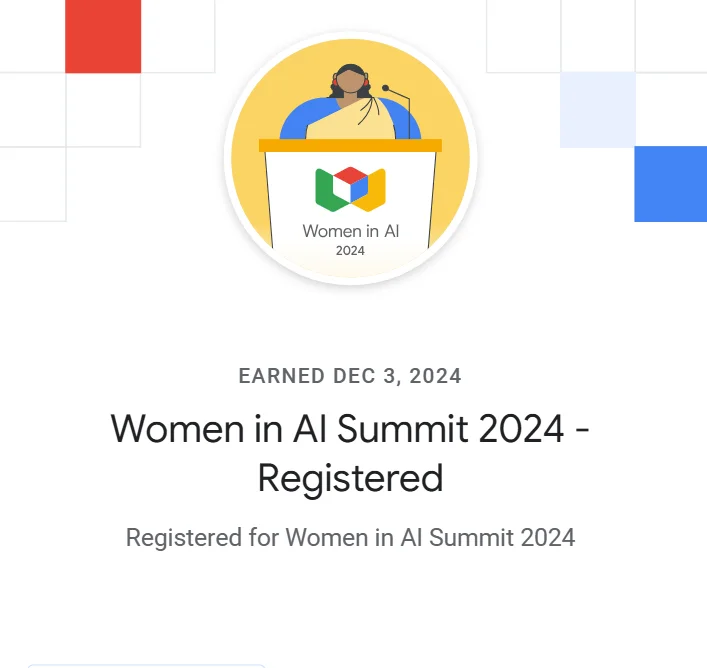 Women in AI
2024
EARNED DEC 3, 2024
Women in AI Summit 2024 -
Registered
Registered for Women in AI Summit 2024